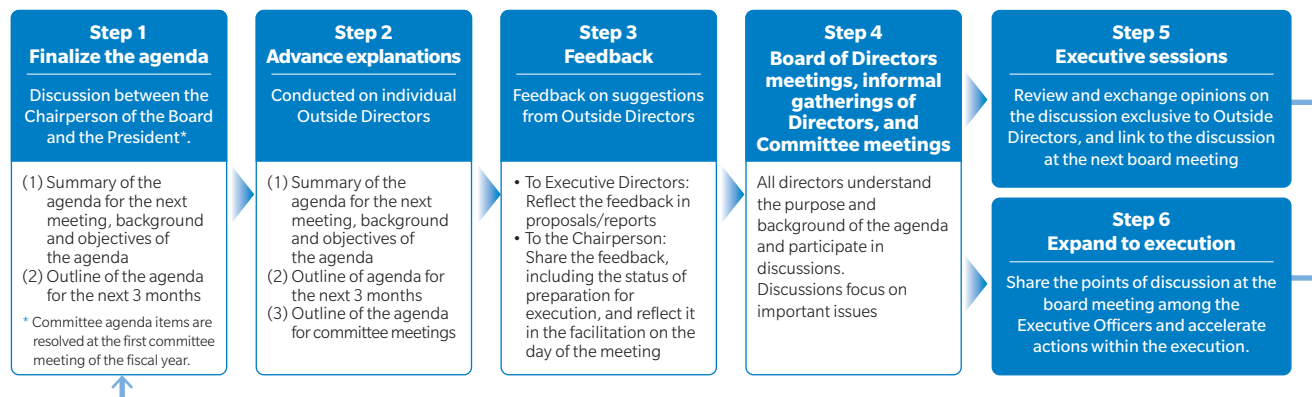 Step 1
Finalize the agenda
Discussion between the
Chairperson of the Board
and the President*.
(1) Summary of the
agenda for the next
meeting, background
and objectives of
the agenda
(2) Outline of the agenda
for the next 3 months
* Committee agenda items are
resolved at the first committee
meeting of the fiscal year.
Step 2
Advance explanations
Conducted on individual
Outside Directors
(1) Summary of the
agenda for the next
meeting, background
and objectives of
the agenda
(2) Outline of agenda for
the next 3 months
(3) Outline of the agenda
for committee meetings
Step 3
Feedback
Feedback on suggestions
from Outside Directors
• To Executive Directors:
Reflect the feedback in
proposals/reports
• To the Chairperson:
Share the feedback,
including the status of
preparation for
execution, and reflect it
in the facilitation on the
day of the meeting
Step 4
Board of Directors
meetings, informal
gatherings of
Directors, and
Committee meetings
All directors understand
the purpose and
background of the agenda
and participate in
discussions.
Discussions focus on
important issues
Step 5
Executive sessions
Review and exchange opinions on
the discussion exclusive to Outside
Directors, and link to the discussion
at the next board meeting
Step 6
Expand to execution
Share the points of discussion at the
board meeting among the
Executive Officers and accelerate
actions within the execution.